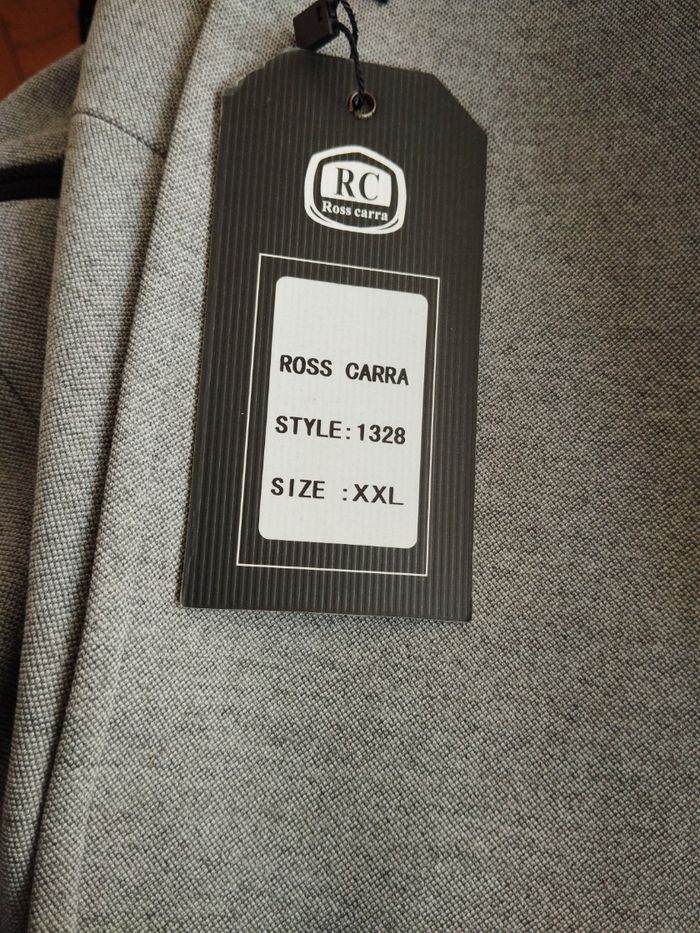 RC
Ross carra
ROSS CARRA
STYLE:1328
SIZE :XXL